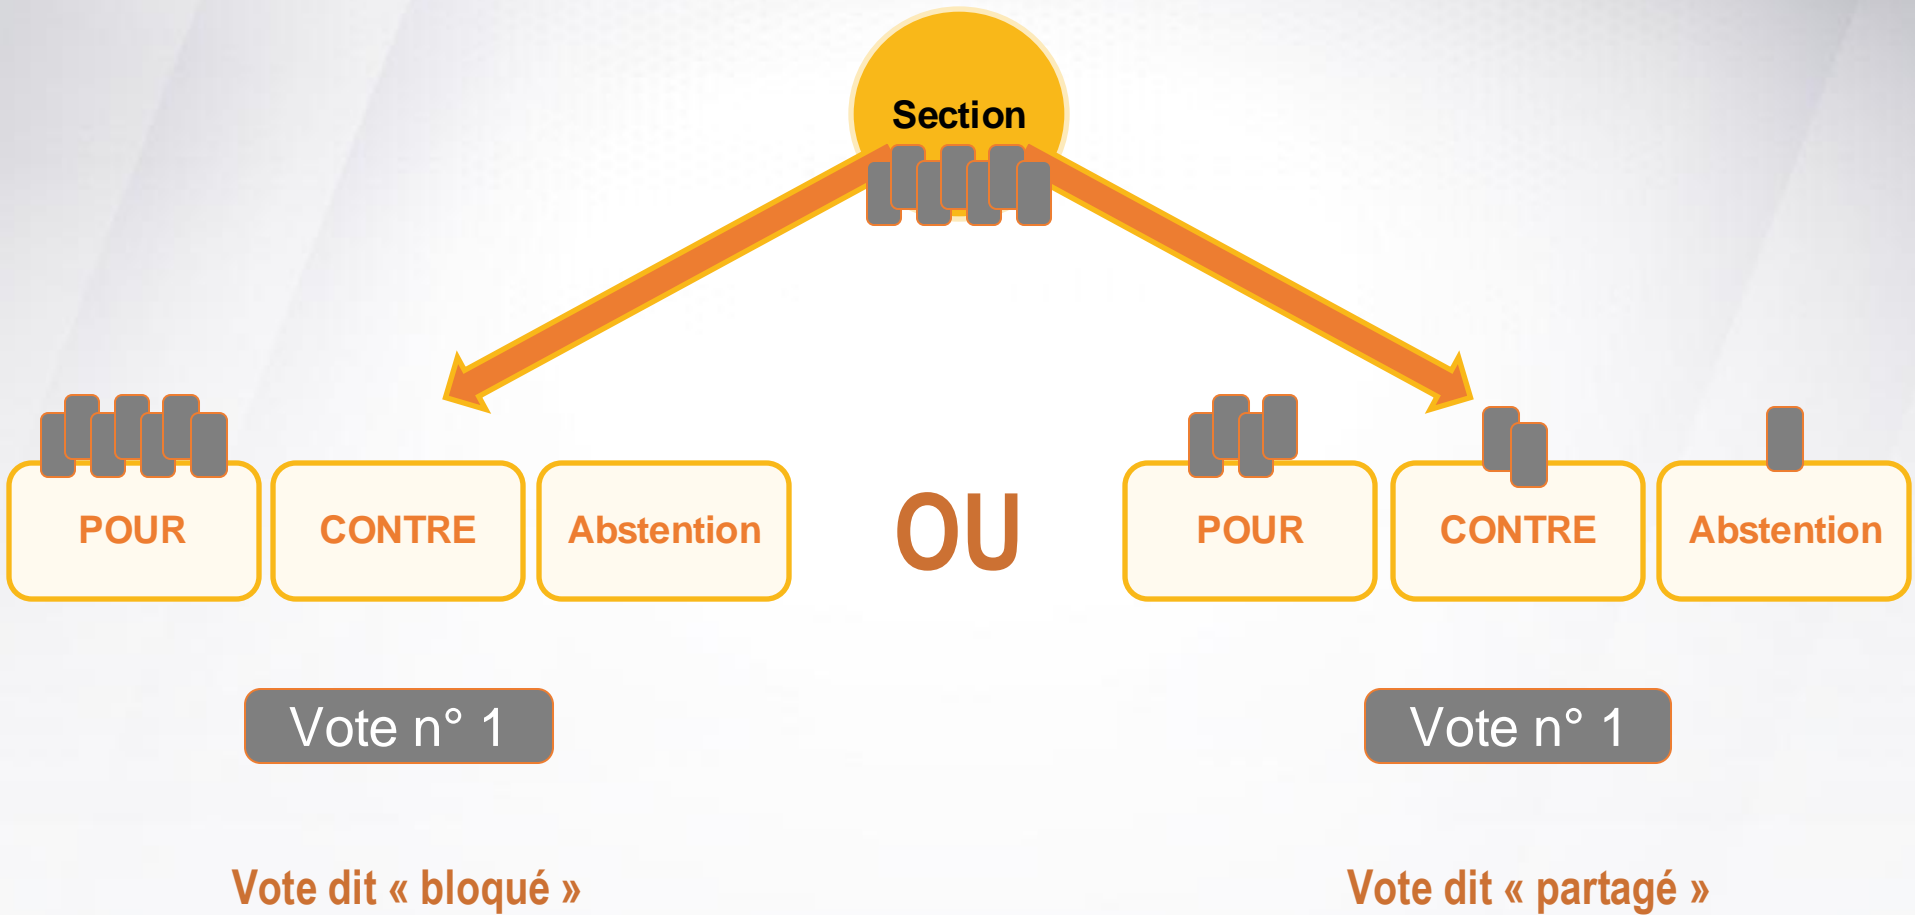 Section
POUR
CONTRE
Abstention
OU
POUR
CONTRE
Abstention
Vote n° 1
Vote n° 1
Vote dit « bloqué »
Vote dit « partagé »